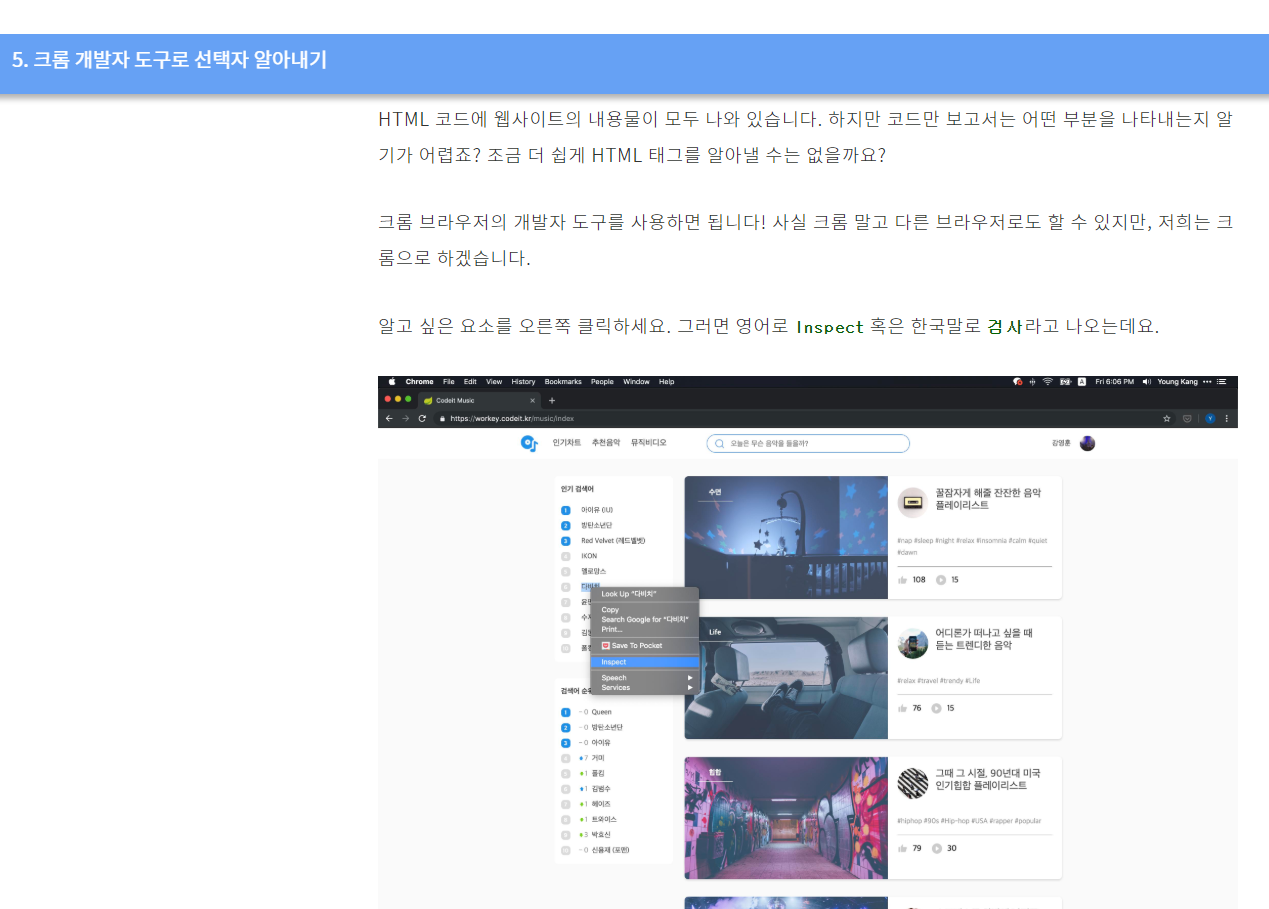 5. 크롬 개발자 도구로 선택자 알아내기
HTML 코드에 웹사이트의 내용물이 모두 나와 있습니다. 하지만 코드만 보고서는 어떤 부분을 나타내는지 알
기가 어렵죠? 조금 더 쉽게 HTML 태그를 알아낼 수는 없을까요?
크롬 브라우저의 개발자 도구를 사용하면 됩니다! 사실 크롬 말고 다른 브라우저로도 할 수 있지만, 저희는 크
롬으로 하겠습니다.
알고 싶은 요소를 오른쪽 클릭하세요. 그러면 영어로 Inspect 혹은 한국말로 검사라고 나오는데요.
Chrome File Edit View History Bookmarks People Window Help
Fri 6:06 PM Young Kang
Codeit Music
https://workey.codeit.kr/music/index
인기차트 추천음악 뮤직비디오
오늘은 무슨 음악을 들을까?
강영훈
인기 검색어
1 아이유 (IU)
2 방탄소년단
3 Red Velvet (레드벨벳)
4 IKON
5 멜로망스
6 다비치
7
8
9
10
Look Up "다비치"
Copy
Search Google for "다비치"
Print...
Save To Pocket
Inspect
Speech
Services
검색어 순위
1 - 0 Queen
2 - 0 방탄소년단
3 - 0 아이유
4 7 거미
5 1 폴킴
6 1 김범수
7 1 헤이즈
8 1 트와이스
9 3 박효신
10 - 0 신용재 (포맨)
수면
꿀잠자게 해줄 잔잔한 음악
플레이리스트
#nap #sleep #night #relax #insomnia #calm #quiet
#dawn
108 15
Life
어디론가 떠나고 싶을 때
듣는 트렌디한 음악
#relax #travel #trendy #Life
76 15
힙합
그때 그 시절, 90년대 미국
인기힙합 플레이리스트
#hiphop #90s #Hip-hop #USA #rapper #popular
79 30